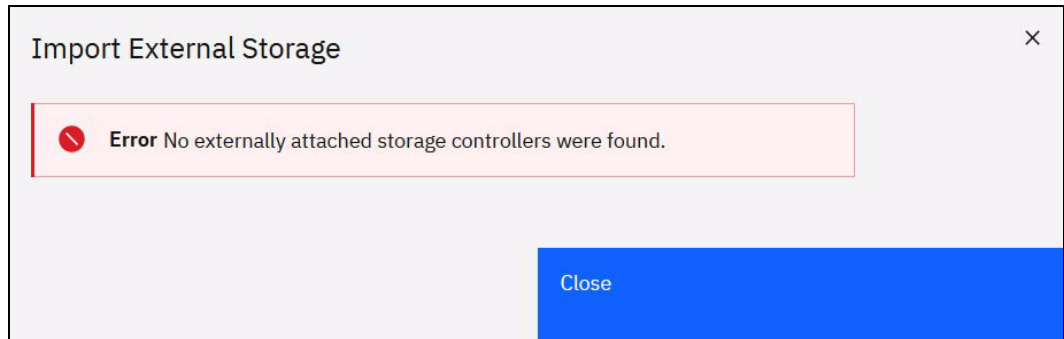 Import External Storage
Error No externally attached storage controllers were found.
Close